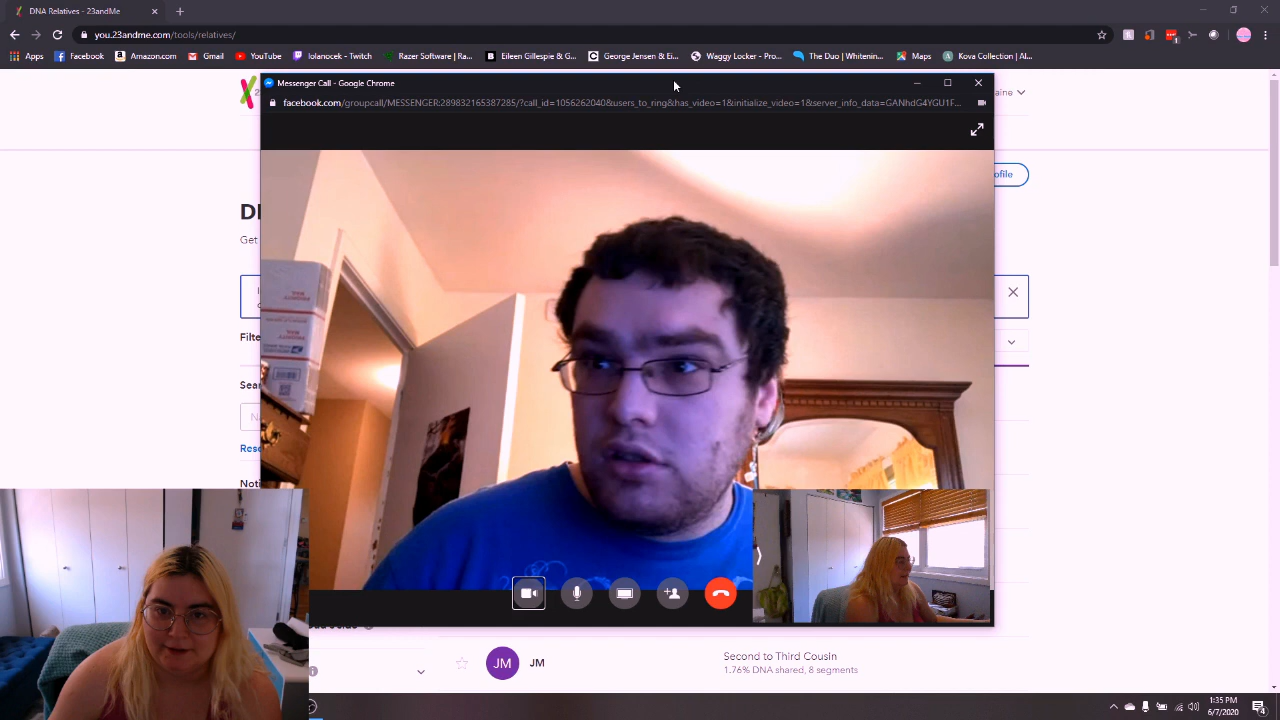 DNA Relatives - 23andMe
you.23andme.com/tools/relatives/
Apps Facebook Amazon.com Gmail YouTube lolanocek - Twitch Razer Software | Ra... Eileen Gillespie & G... George Jensen & Ei... Waggy Locker - Pro... The Duo | Whitenin... Maps Kova Collection | Al...
Messenger Call - Google Chrome
facebook.com/groupcall/MESSENGER:289832165387285/?call_id=1056262040&users_to_ring&has_video=1&initialize_video=1&server_info_data=GANhdG4YGU1F...
aine
ofile
Get
Filte
Sear
Rese
JM JM Second to Third Cousin
1.76% DNA shared, 8 segments
1:35 PM
6/7/2020